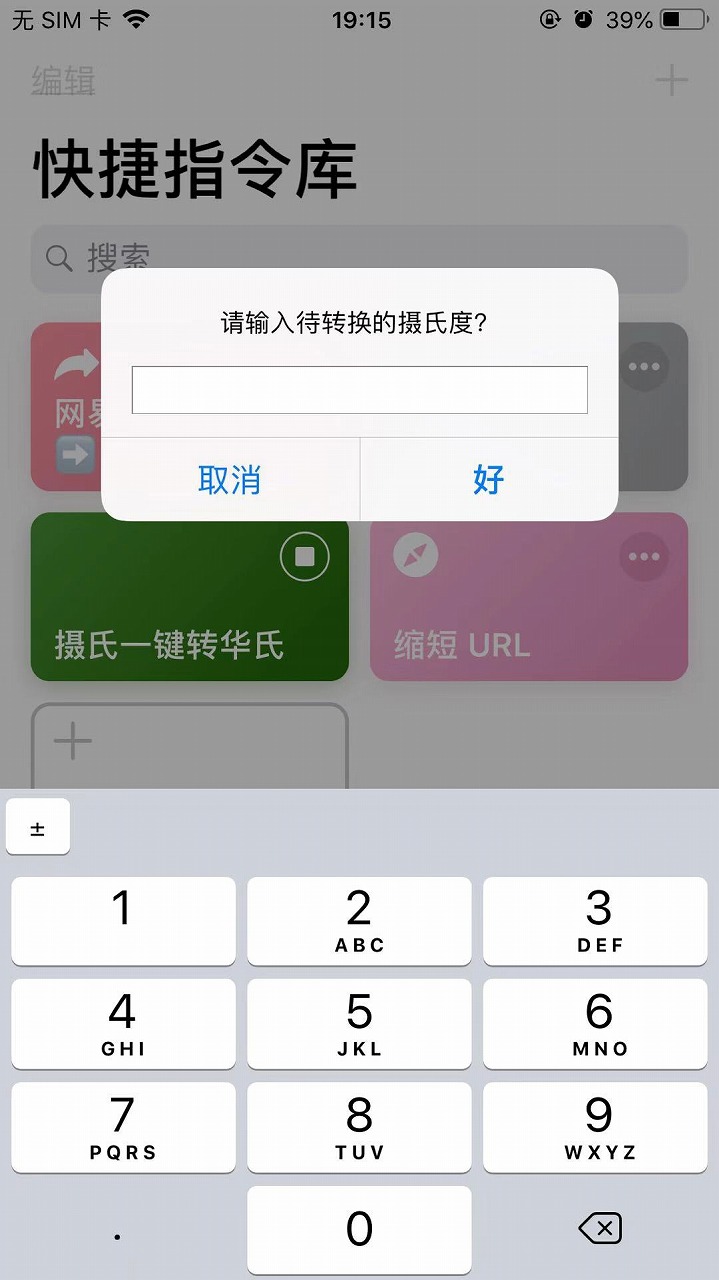 无 SIM 卡 19:15 39%
编辑
快捷指令库
搜索
请输入待转换的摄氏度?
网易
取消 好
摄氏一键转华氏 缩短 URL
±
1 2 3
ABC DEF
4 5 6
GHI JKL MNO
7 8 9
PQRS TUV WXYZ
. 0